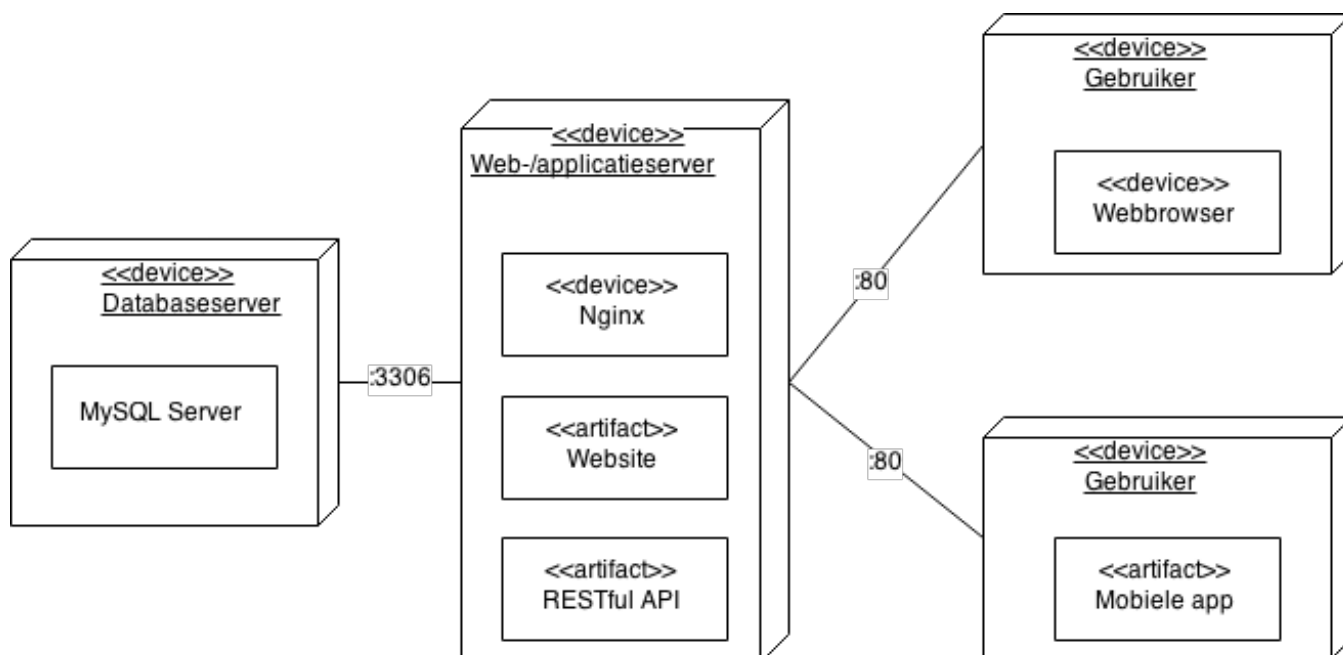 <<device>>
Databaseserver
MySQL Server
:3306
<<device>>
Web-/applicatieserver
<<device>>
Nginx
<<artifact>>
Website
<<artifact>>
RESTful API
:80
:80
<<device>>
Gebruiker
<<device>>
Webbrowser
<<device>>
Gebruiker
<<artifact>>
Mobiele app